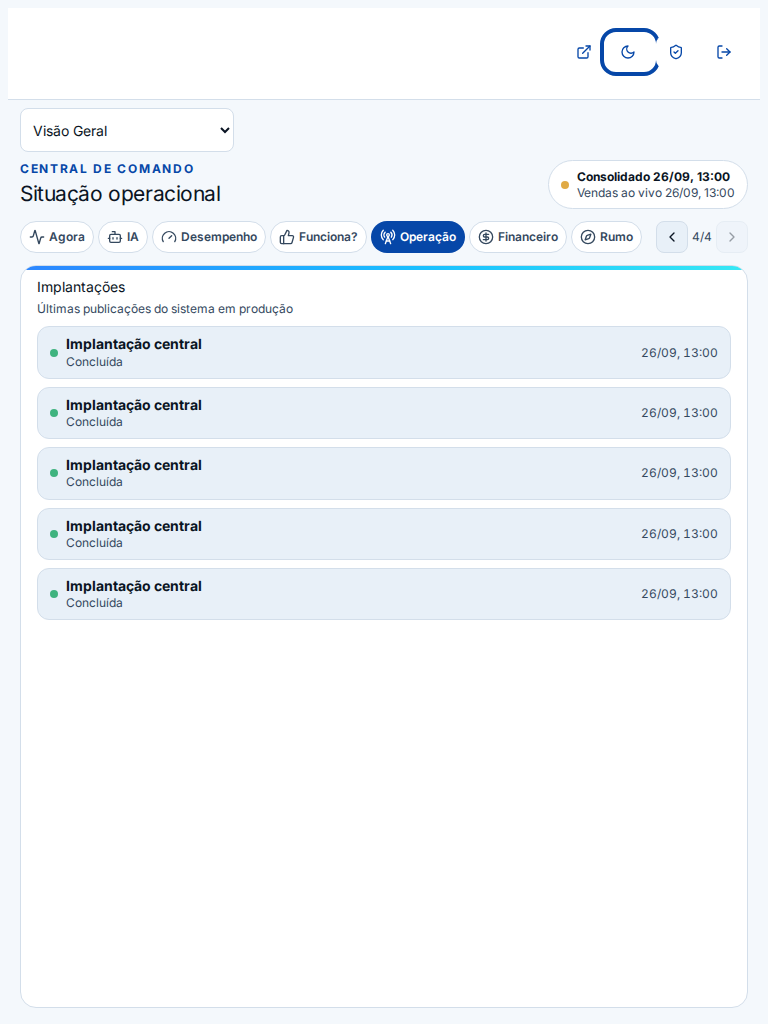 Visão Geral
CENTRAL DE COMANDO
Situação operacional
Consolidado 26/09, 13:00
Vendas ao vivo 26/09, 13:00
Agora
IA
Desempenho
Funciona?
Operação
Financeiro
Rumo
4/4
Implantações
Últimas publicações do sistema em produção
Implantação central
Concluída
26/09, 13:00
Implantação central
Concluída
26/09, 13:00
Implantação central
Concluída
26/09, 13:00
Implantação central
Concluída
26/09, 13:00
Implantação central
Concluída
26/09, 13:00